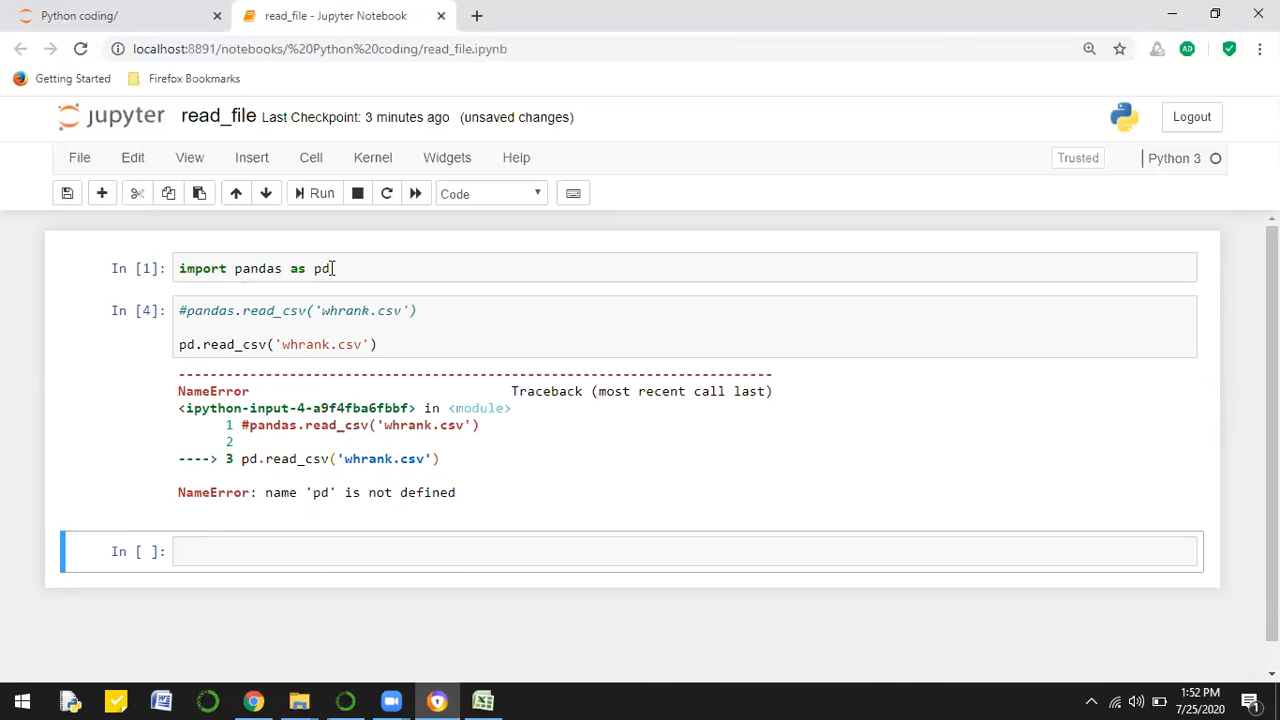 Python coding/
read_file - Jupyter Notebook
localhost:8891/notebooks/%20Python%20coding/read_file.ipynb
AD
Getting Started
Firefox Bookmarks
jupyter read_file Last Checkpoint: 3 minutes ago (unsaved changes)
Logout
File Edit View Insert Cell Kernel Widgets Help
Trusted
Python 3
Run
Code
In [1]: import pandas as pd
In [4]: #pandas.read_csv('whrank.csv')
pd.read_csv('whrank.csv')
---------------------------------------------------------------------------
NameError Traceback (most recent call last)
<ipython-input-4-a9f4fba6fbbf> in <module>
1 #pandas.read_csv('whrank.csv')
2
----> 3 pd.read_csv('whrank.csv')
NameError: name 'pd' is not defined
In [ ]:
1:52 PM
7/25/2020
1